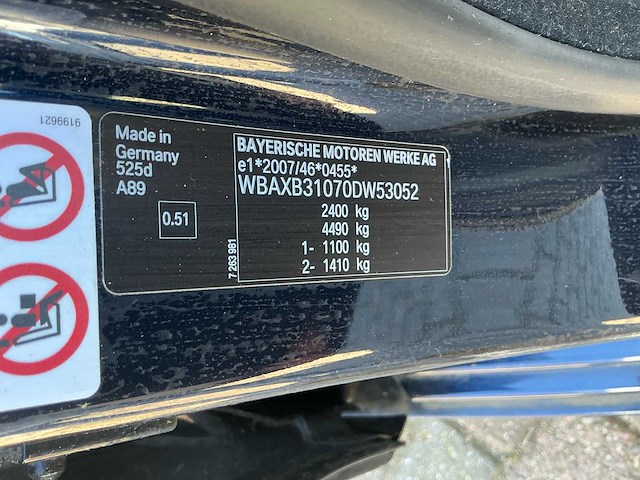 9199621
Made in
Germany
525d
A89
0.51
7 263 981
BAYERISCHE MOTOREN WERKE AG
e1*2007/46*0455*
WBAXB31070DW53052
2400 kg
4490 kg
1- 1100 kg
2- 1410 kg